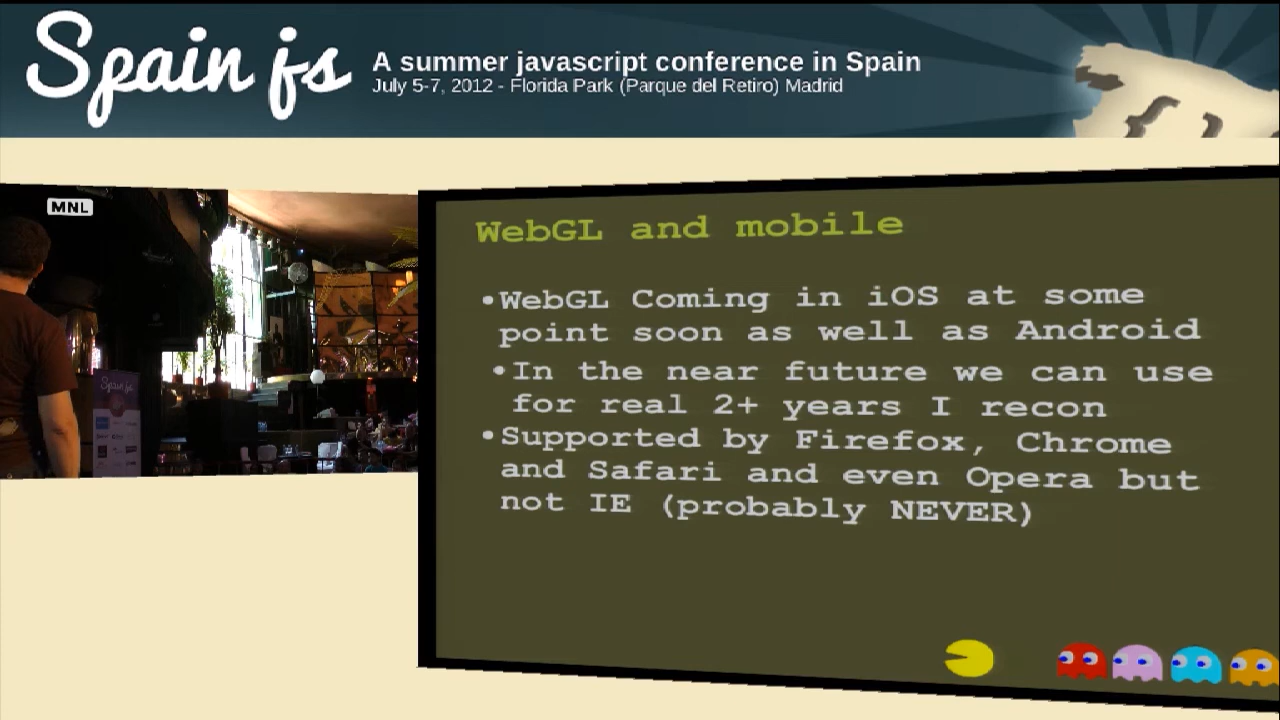 Spain js
A summer javascript conference in Spain
July 5-7, 2012 - Florida Park (Parque del Retiro) Madrid
MNL
Spain js
WebGL and mobile
•WebGL Coming in iOS at some
point soon as well as Android
•In the near future we can use
for real 2+ years I recon
•Supported by Firefox, Chrome
and Safari and even Opera but
not IE (probably NEVER)